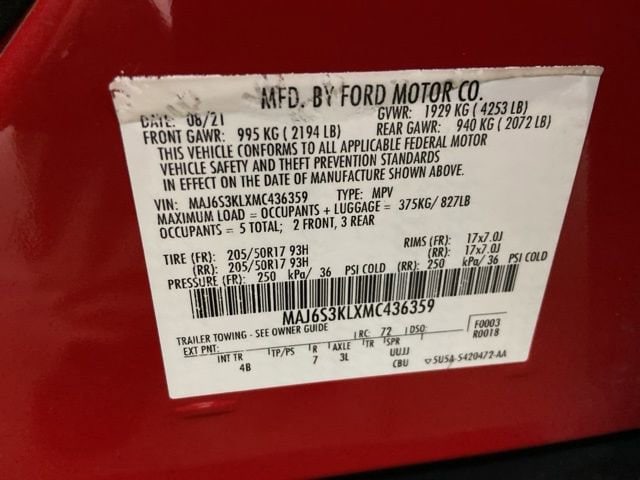 MFD. BY FORD MOTOR CO.
DATE: 08/21 GVWR: 1929 KG ( 4253 LB)
FRONT GAWR: 995 KG ( 2194 LB) REAR GAWR: 940 KG ( 2072 LB)
THIS VEHICLE CONFORMS TO ALL APPLICABLE FEDERAL MOTOR
VEHICLE SAFETY AND THEFT PREVENTION STANDARDS
IN EFFECT ON THE DATE OF MANUFACTURE SHOWN ABOVE.
VIN: MAJ6S3KLXMC436359 TYPE: MPV
MAXIMUM LOAD = OCCUPANTS + LUGGAGE = 375KG/ 827LB
OCCUPANTS = 5 TOTAL; 2 FRONT, 3 REAR
TIRE (FR): 205/50R17 93H RIMS (FR): 17x7.0J
(RR): 205/50R17 93H (RR): 17x7.0J
PRESSURE (FR): 250 kPa/ 36 PSI COLD (RR): 250 kPa/ 36 PSI COLD
MAJ6S3KLXMC436359
TRAILER TOWING - SEE OWNER GUIDE RC: 72 DSO: F0003
R0018
EXT PNT: INT TR TP/PS R AXLE TR SPR
4B 7 3L UUJJ
CBU 5U5A-5420472-AA